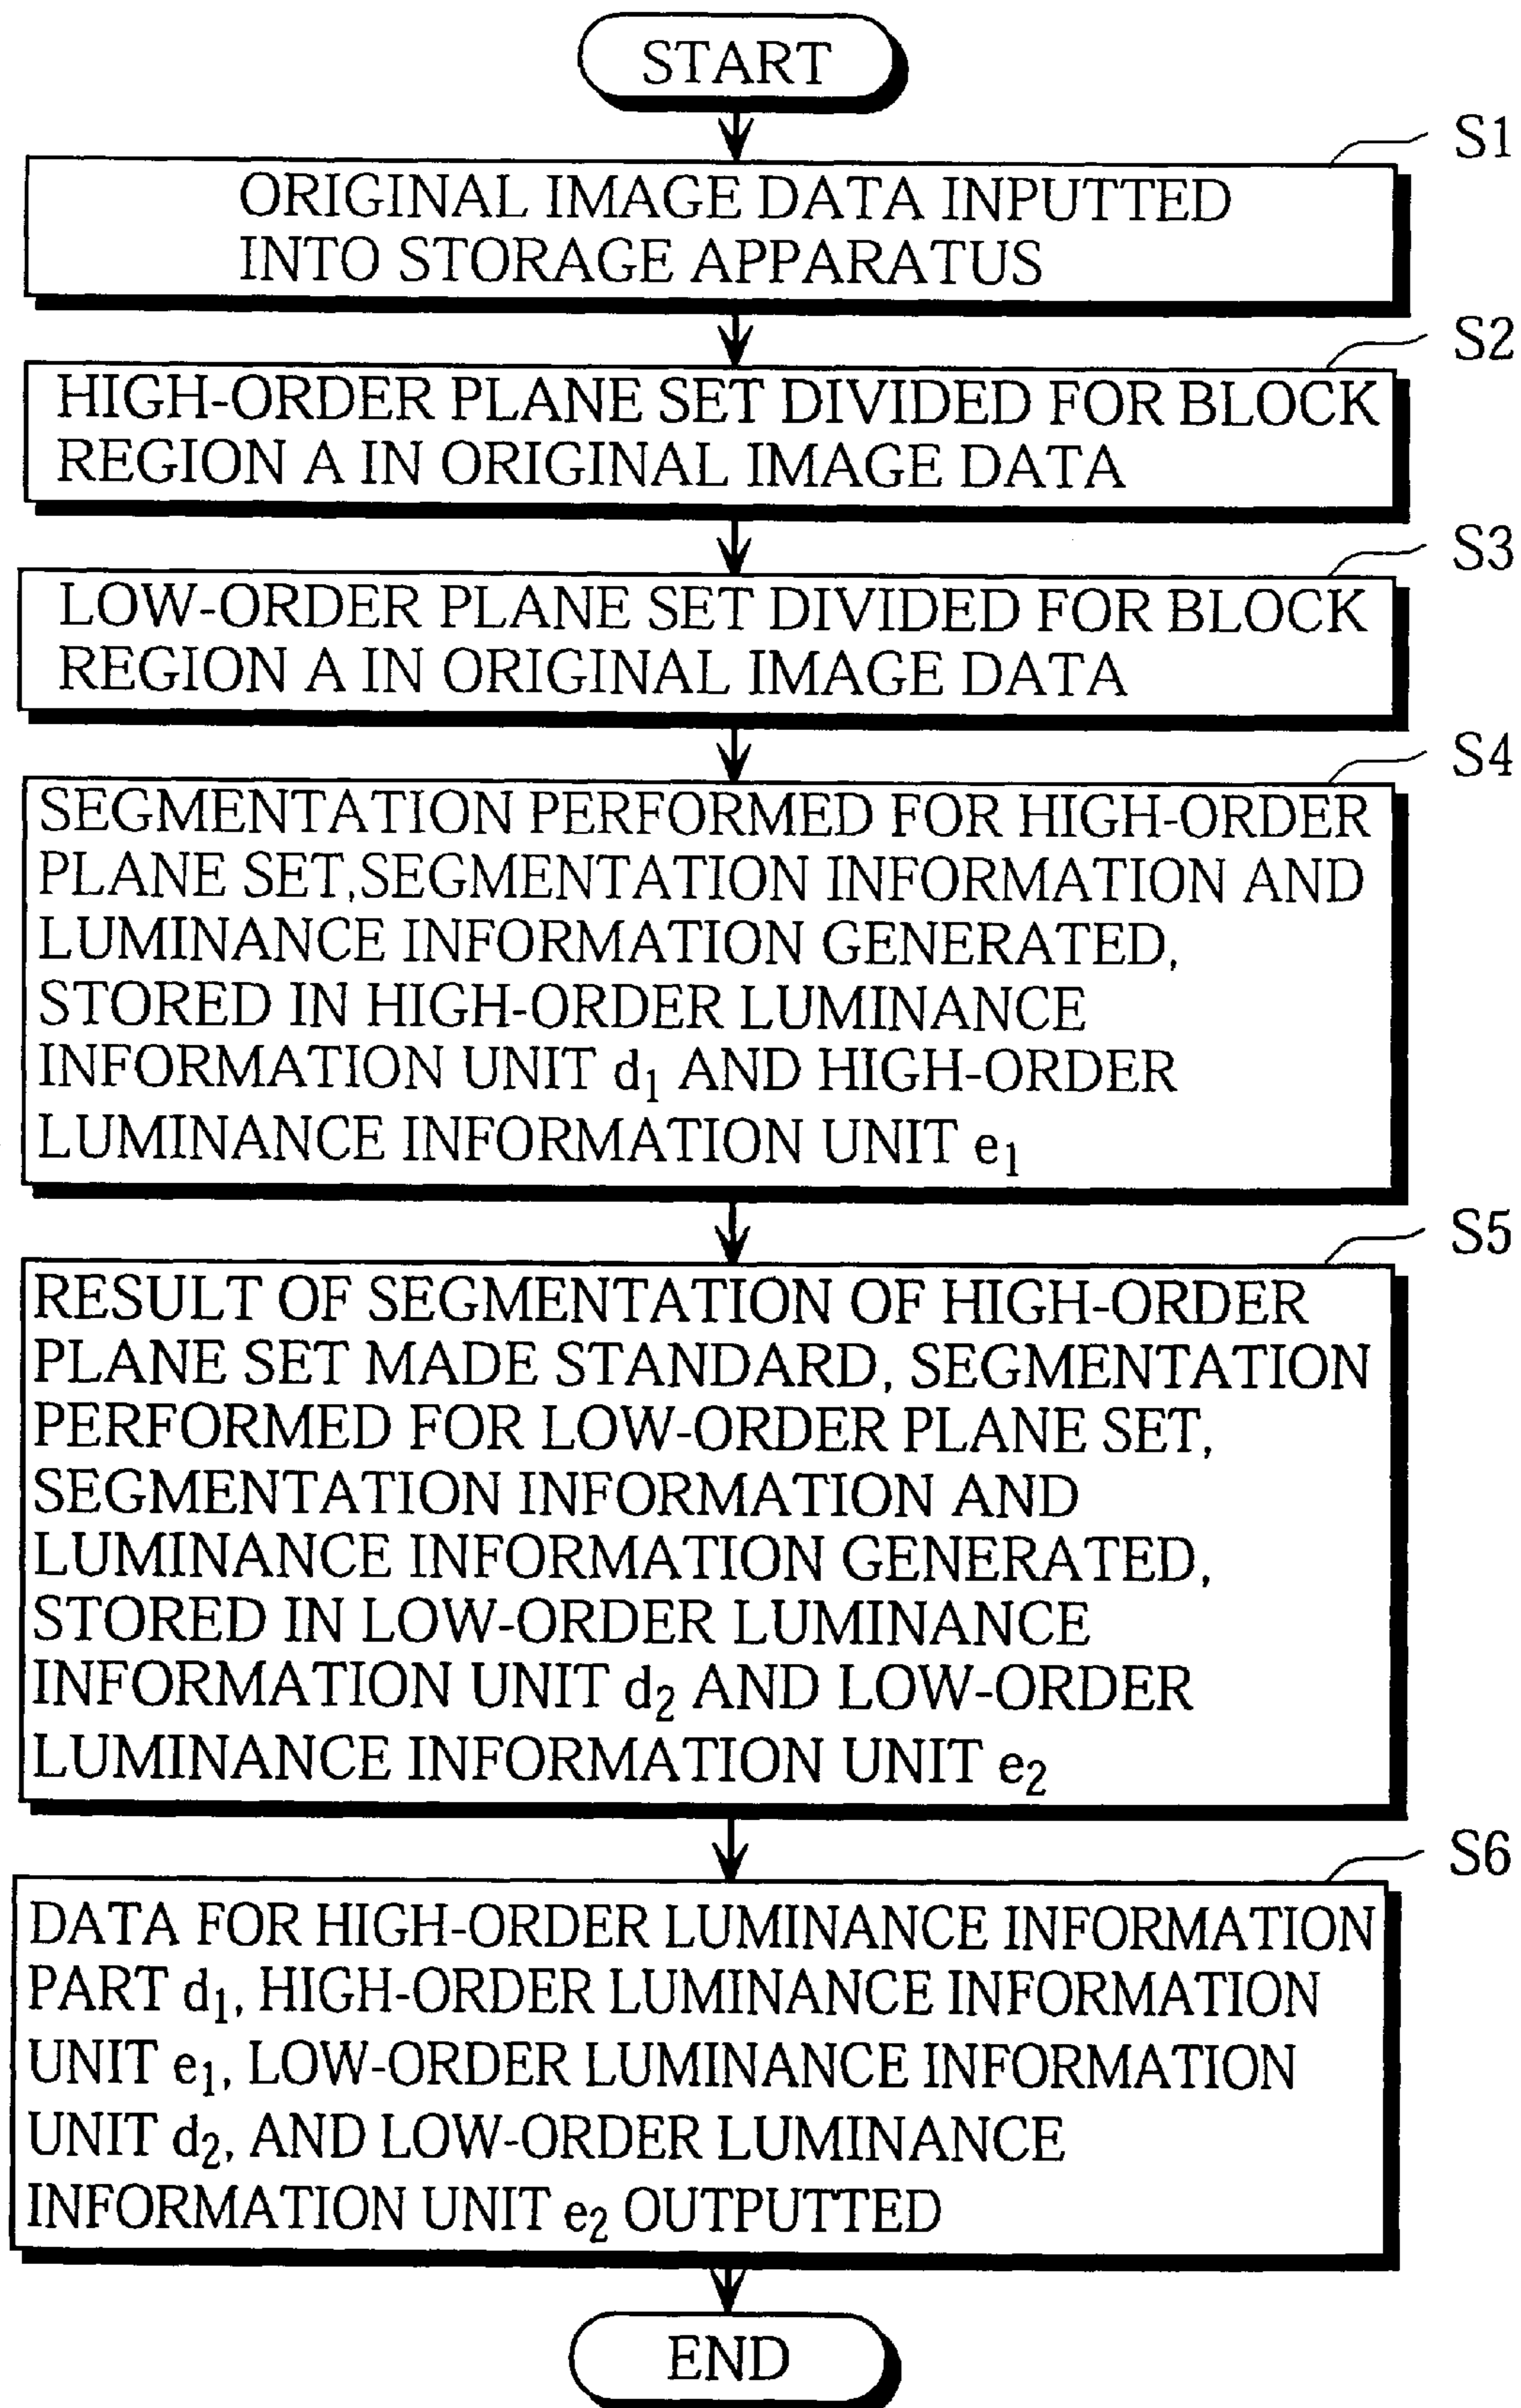 START
S1
ORIGINAL IMAGE DATA INPUTTED
INTO STORAGE APPARATUS
S2
HIGH-ORDER PLANE SET DIVIDED FOR BLOCK
REGION A IN ORIGINAL IMAGE DATA
S3
LOW-ORDER PLANE SET DIVIDED FOR BLOCK
REGION A IN ORIGINAL IMAGE DATA
S4
SEGMENTATION PERFORMED FOR HIGH-ORDER
PLANE SET,SEGMENTATION INFORMATION AND
LUMINANCE INFORMATION GENERATED,
STORED IN HIGH-ORDER LUMINANCE
INFORMATION UNIT d₁ AND HIGH-ORDER
LUMINANCE INFORMATION UNIT e₁
S5
RESULT OF SEGMENTATION OF HIGH-ORDER
PLANE SET MADE STANDARD, SEGMENTATION
PERFORMED FOR LOW-ORDER PLANE SET,
SEGMENTATION INFORMATION AND
LUMINANCE INFORMATION GENERATED,
STORED IN LOW-ORDER LUMINANCE
INFORMATION UNIT d₂ AND LOW-ORDER
LUMINANCE INFORMATION UNIT e₂
S6
DATA FOR HIGH-ORDER LUMINANCE INFORMATION
PART d₁, HIGH-ORDER LUMINANCE INFORMATION
UNIT e₁, LOW-ORDER LUMINANCE INFORMATION
UNIT d₂, AND LOW-ORDER LUMINANCE
INFORMATION UNIT e₂ OUTPUTTED
END